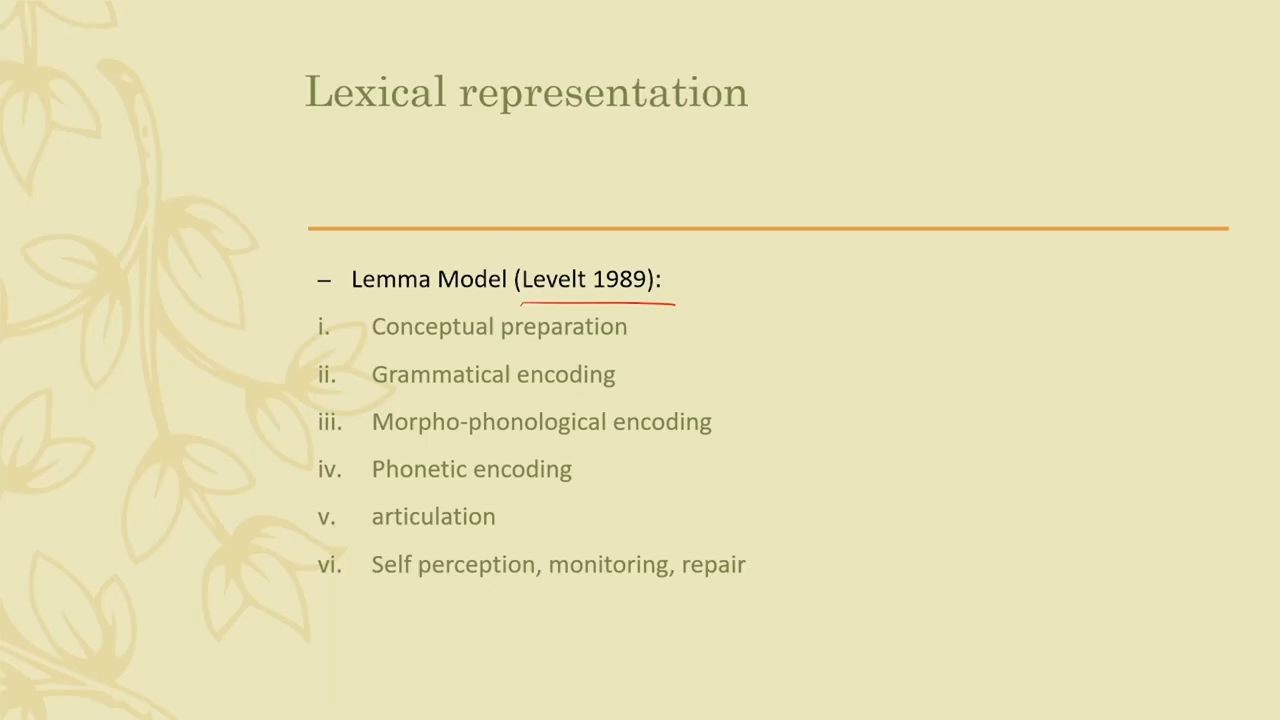 Lexical representation
– Lemma Model (Levelt 1989):
i. Conceptual preparation
ii. Grammatical encoding
iii. Morpho-phonological encoding
iv. Phonetic encoding
v. articulation
vi. Self perception, monitoring, repair